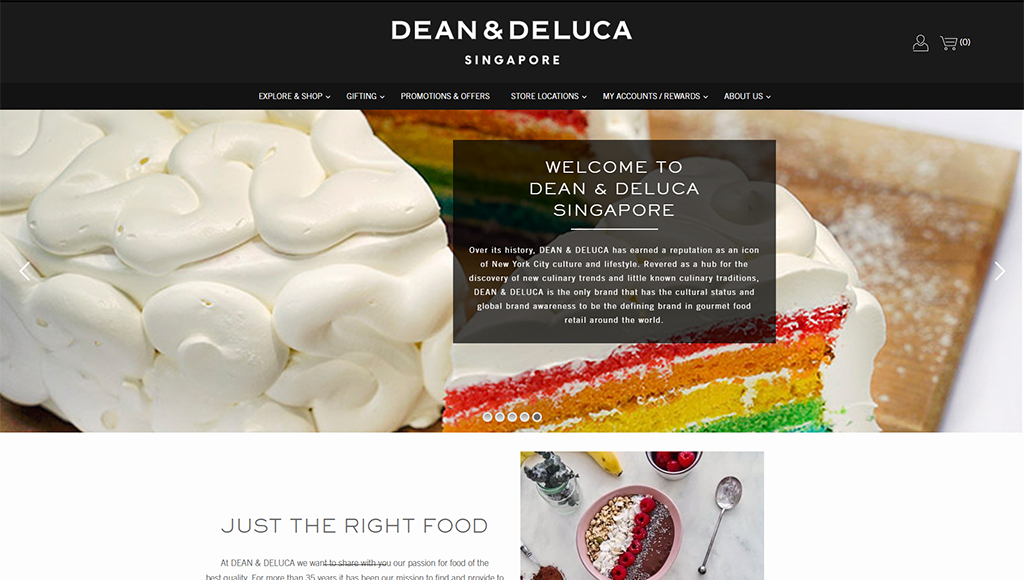 DEAN & DELUCA
SINGAPORE
(0)
EXPLORE & SHOP GIFTING PROMOTIONS & OFFERS STORE LOCATIONS MY ACCOUNTS / REWARDS ABOUT US
WELCOME TO
DEAN & DELUCA
SINGAPORE
Over its history, DEAN & DELUCA has earned a reputation as an icon
of New York City culture and lifestyle. Revered as a hub for the
discovery of new culinary trends and little known culinary traditions,
DEAN & DELUCA is the only brand that has the cultural status and
global brand awareness to be the defining brand in gourmet food
retail around the world.
JUST THE RIGHT FOOD
At DEAN & DELUCA we want to share with you our passion for food of the
best quality. For more than 35 years it has been our mission to find and provide to